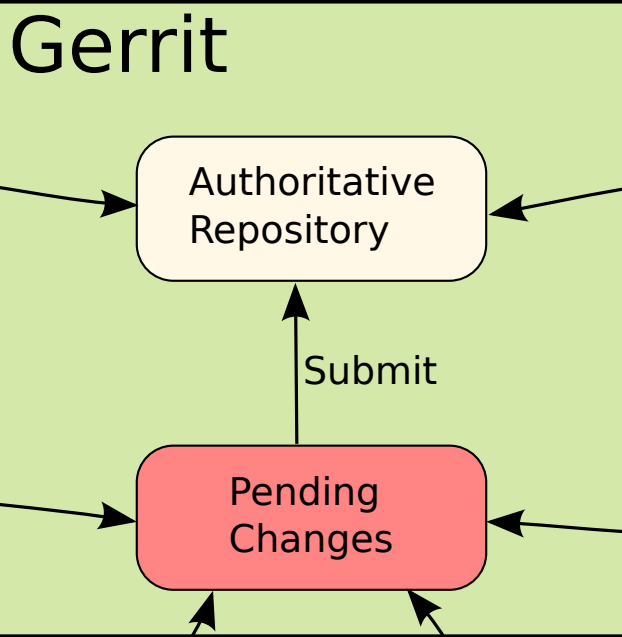 Gerrit
Authoritative
Repository
Submit
Pending
Changes